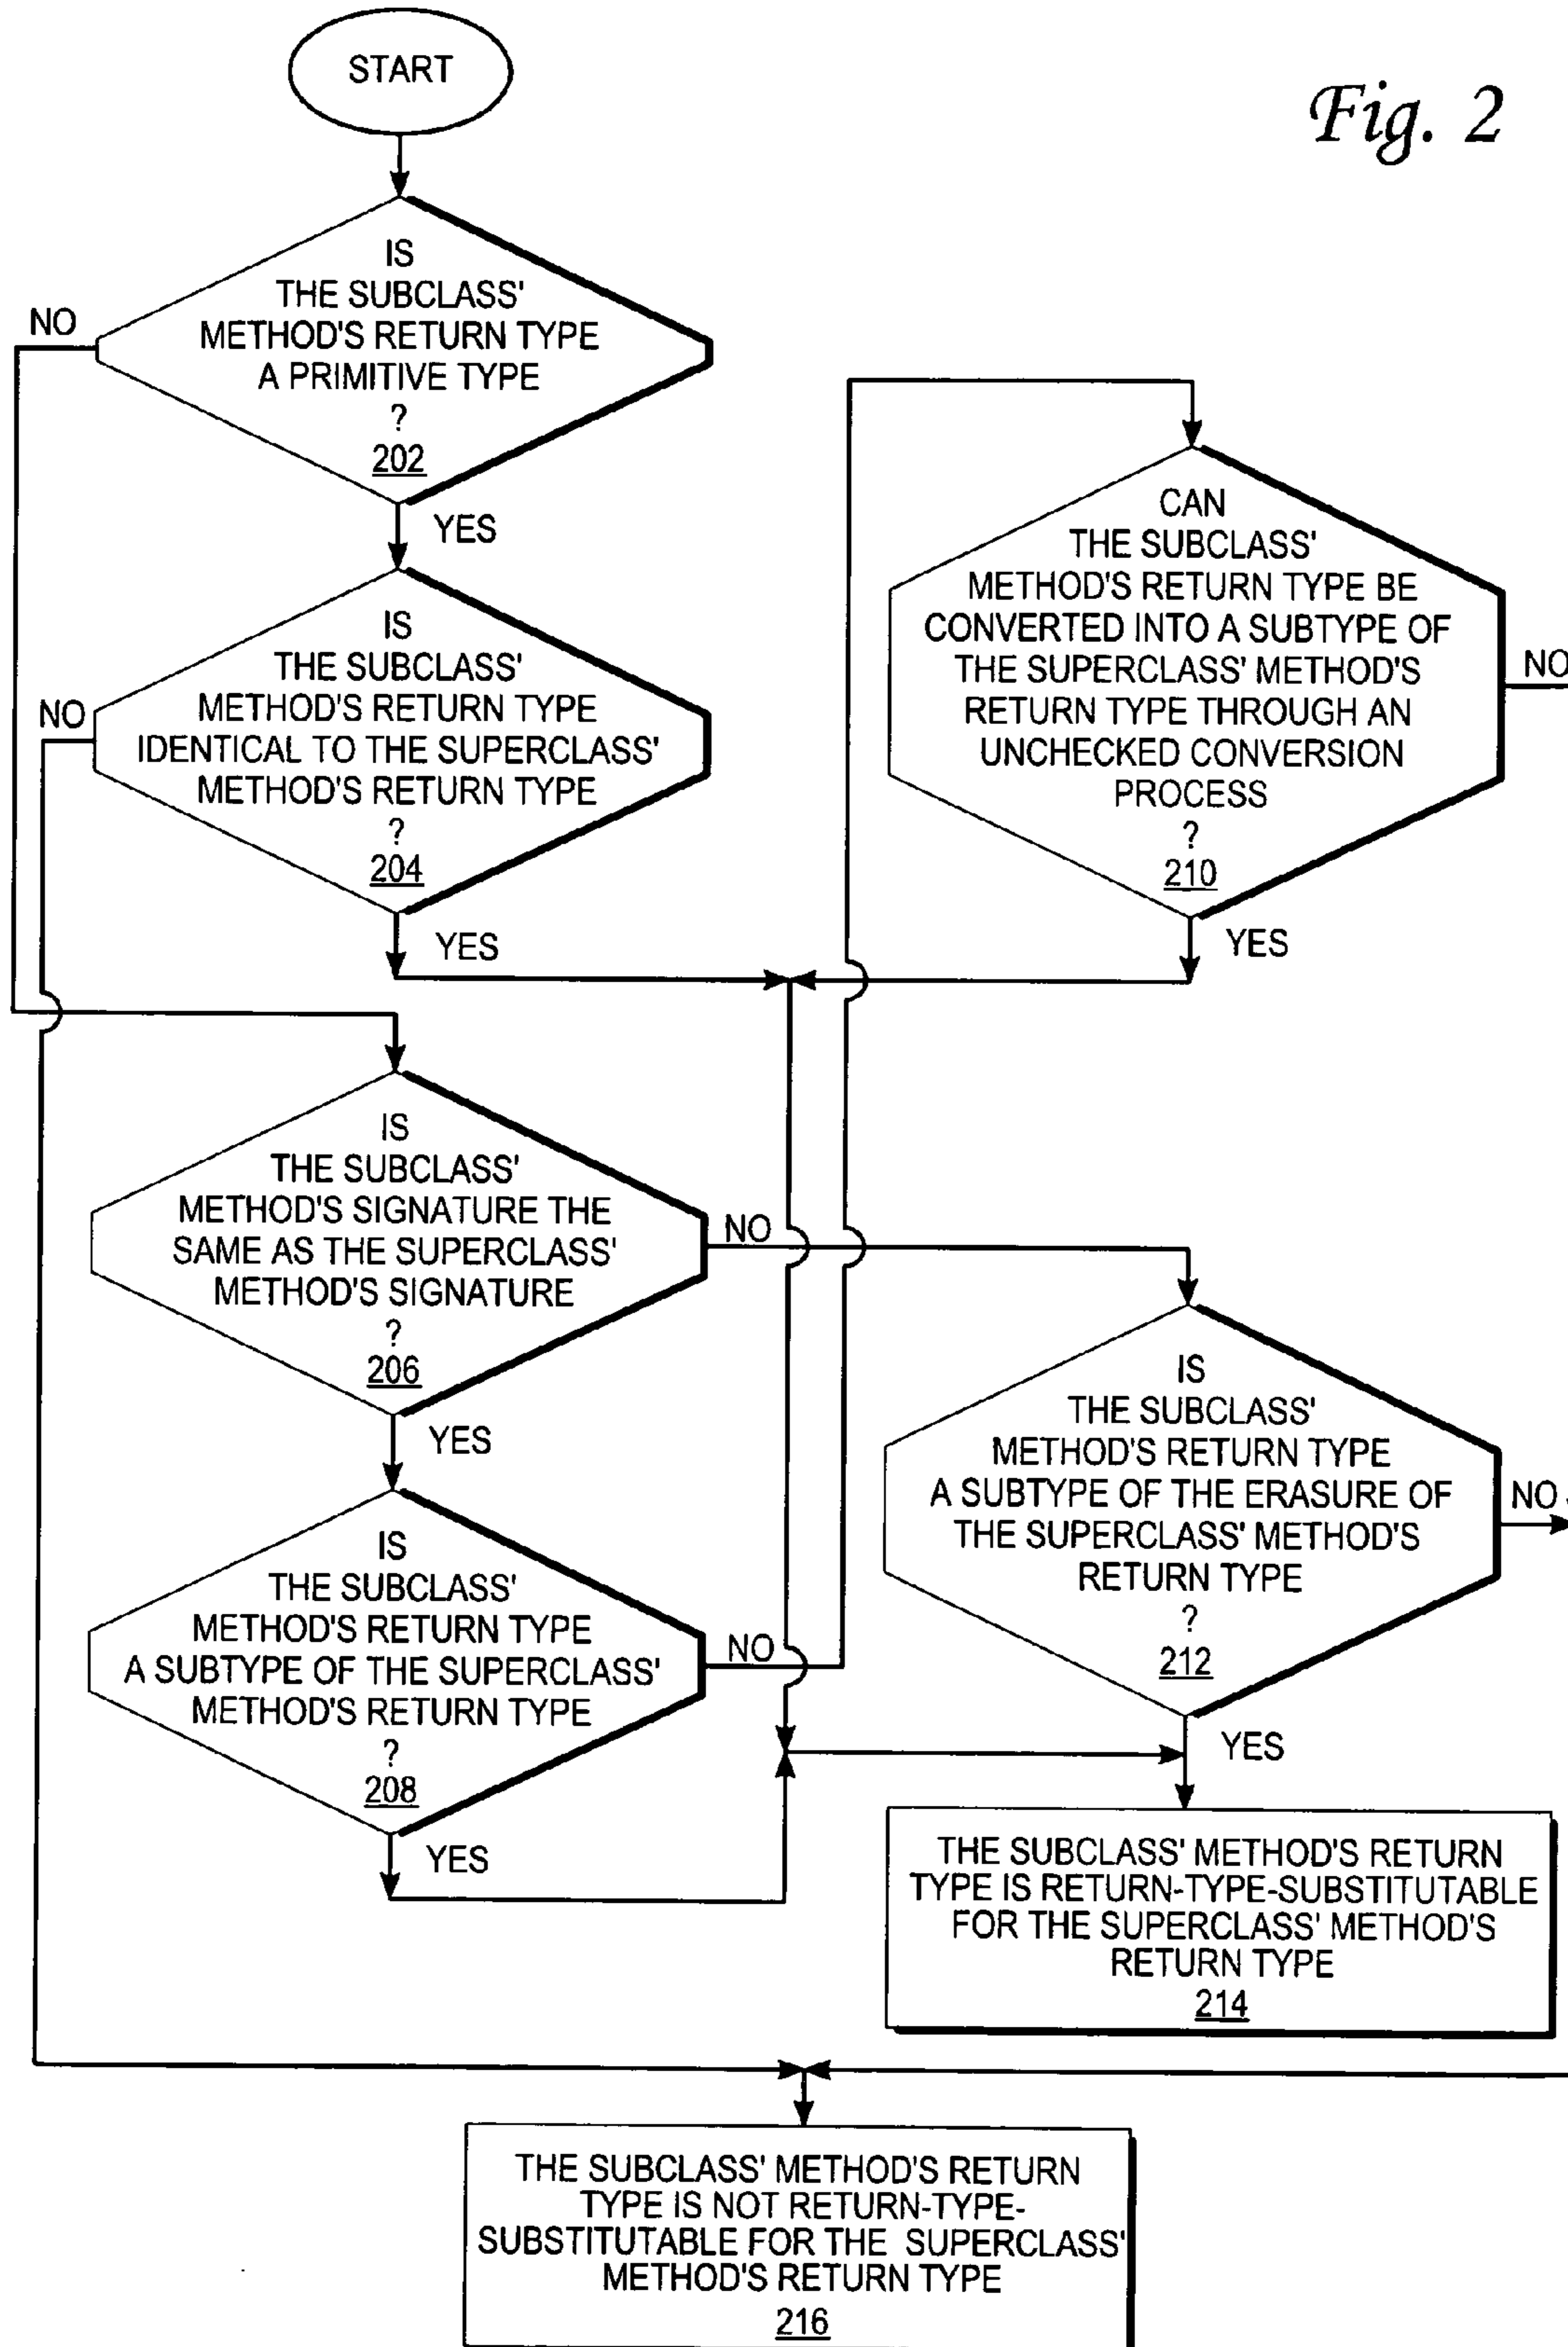 START
Fig. 2
IS
THE SUBCLASS'
METHOD'S RETURN TYPE
A PRIMITIVE TYPE
?
202
NO
YES
IS
THE SUBCLASS'
METHOD'S RETURN TYPE
IDENTICAL TO THE SUPERCLASS'
METHOD'S RETURN TYPE
?
204
NO
YES
CAN
THE SUBCLASS'
METHOD'S RETURN TYPE BE
CONVERTED INTO A SUBTYPE OF
THE SUPERCLASS' METHOD'S
RETURN TYPE THROUGH AN
UNCHECKED CONVERSION
PROCESS
?
210
NO
YES
IS
THE SUBCLASS'
METHOD'S SIGNATURE THE
SAME AS THE SUPERCLASS'
METHOD'S SIGNATURE
?
206
NO
YES
IS
THE SUBCLASS'
METHOD'S RETURN TYPE
A SUBTYPE OF THE SUPERCLASS'
METHOD'S RETURN TYPE
?
208
NO
YES
IS
THE SUBCLASS'
METHOD'S RETURN TYPE
A SUBTYPE OF THE ERASURE OF
THE SUPERCLASS' METHOD'S
RETURN TYPE
?
212
NO
YES
THE SUBCLASS' METHOD'S RETURN
TYPE IS RETURN-TYPE-SUBSTITUTABLE
FOR THE SUPERCLASS' METHOD'S
RETURN TYPE
214
THE SUBCLASS' METHOD'S RETURN
TYPE IS NOT RETURN-TYPE-
SUBSTITUTABLE FOR THE SUPERCLASS'
METHOD'S RETURN TYPE
216